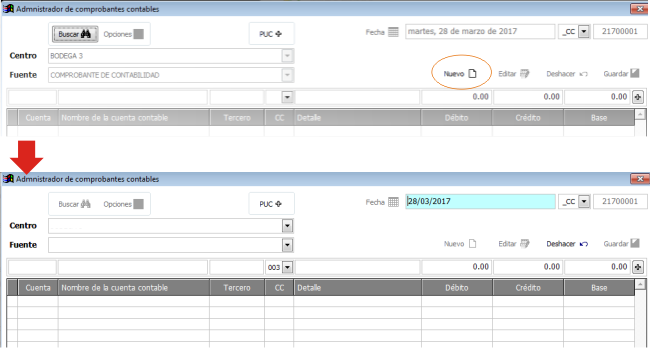 Admnistrador de comprobantes contables
Buscar Opciones PUC Fecha martes, 28 de marzo de 2017 _CC 21700001
Centro BODEGA 3
Fuente COMPROBANTE DE CONTABILIDAD Nuevo Editar Deshacer Guardar
0.00 0.00 0.00
Cuenta Nombre de la cuenta contable Tercero CC Detalle Débito Crédito Base
Admnistrador de comprobantes contables
Buscar Opciones PUC Fecha 28/03/2017 _CC 21700001
Centro
Fuente Nuevo Editar Deshacer Guardar
003 0.00 0.00 0.00
Cuenta Nombre de la cuenta contable Tercero CC Detalle Débito Crédito Base